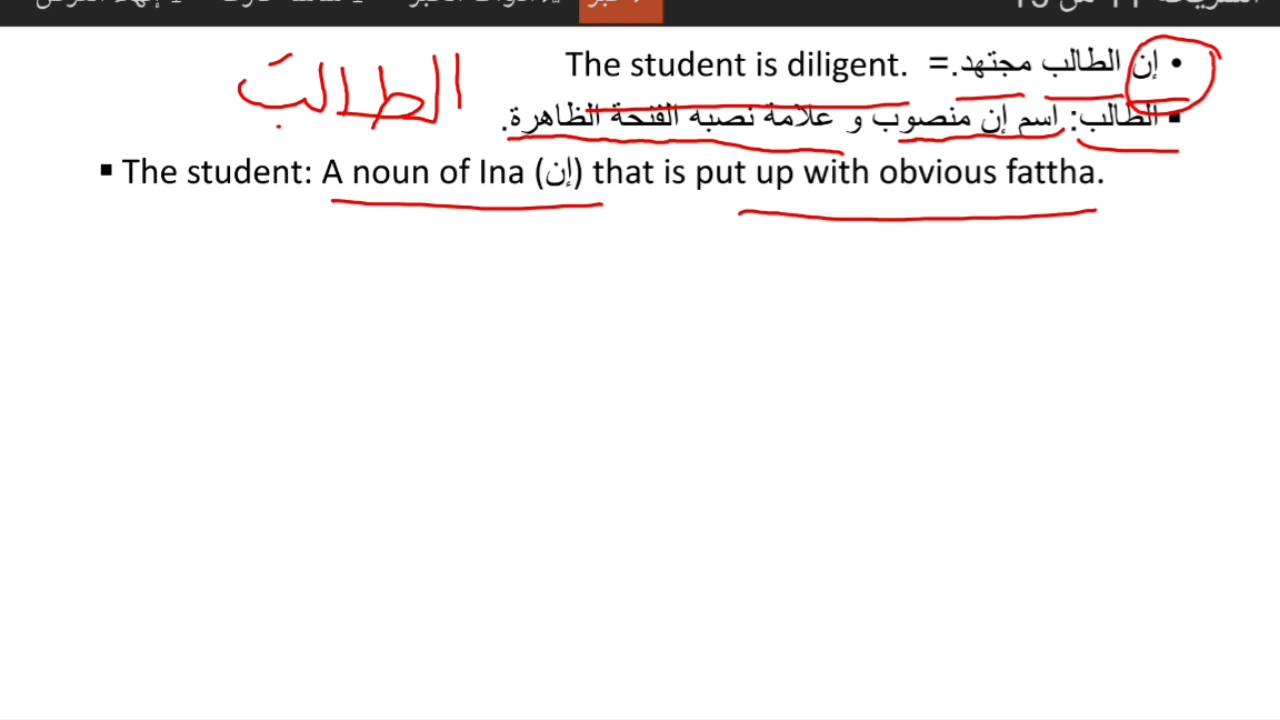 • إن الطالب مجتهد. = The student is diligent.
الطالبَ
▪ الطالب: اسم إن منصوب و علامة نصبه الفتحة الظاهرة.
▪ The student: A noun of Ina (إن) that is put up with obvious fattha.